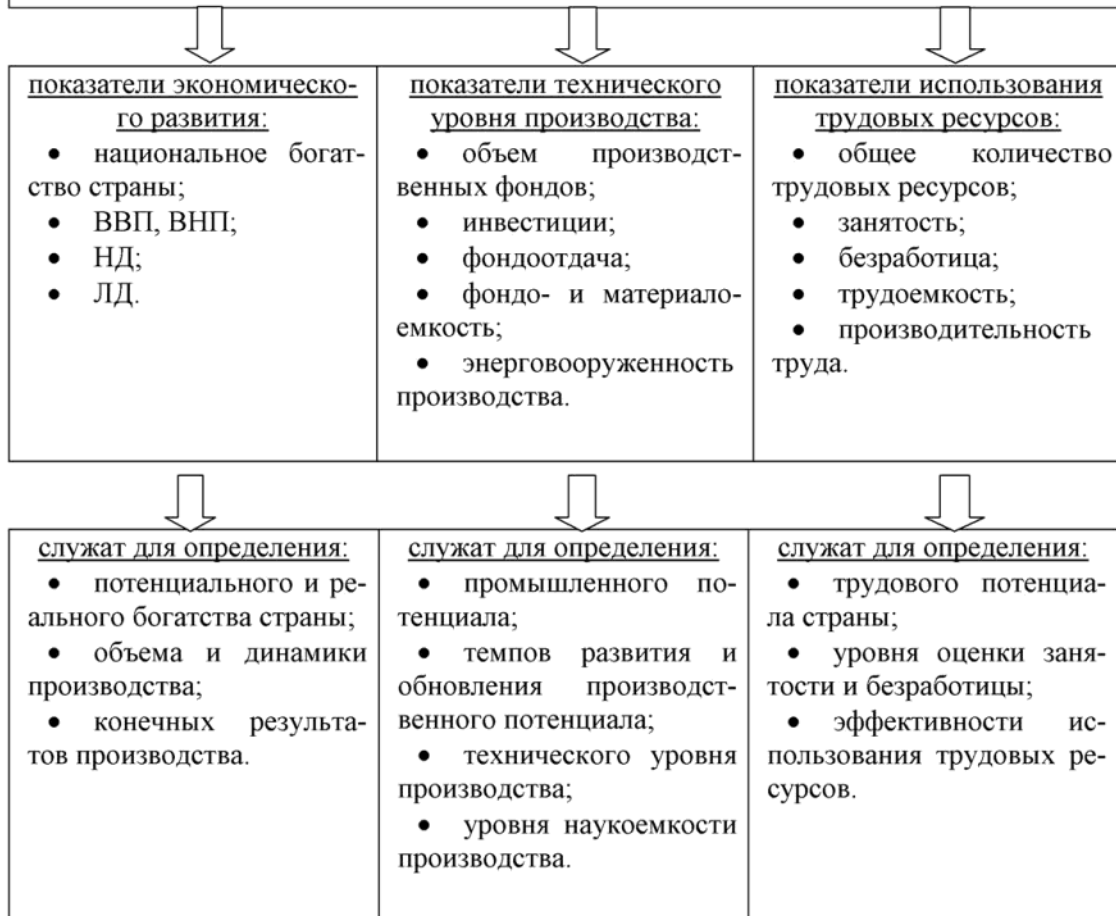 показатели экономическо-
го развития:
• национальное богат-
ство страны;
• ВВП, ВНП;
• НД;
• ЛД.
показатели технического
уровня производства:
• объем производст-
венных фондов;
• инвестиции;
• фондоотдача;
• фондо- и материало-
емкость;
• энерговооруженность
производства.
показатели использования
трудовых ресурсов:
• общее количество
трудовых ресурсов;
• занятость;
• безработица;
• трудоемкость;
• производительность
труда.
служат для определения:
• потенциального и ре-
ального богатства страны;
• объема и динамики
производства;
• конечных результа-
тов производства.
служат для определения:
• промышленного по-
тенциала;
• темпов развития и
обновления производст-
венного потенциала;
• технического уровня
производства;
• уровня наукоемкости
производства.
служат для определения:
• трудового потенциа-
ла страны;
• уровня оценки заня-
тости и безработицы;
• эффективности ис-
пользования трудовых ре-
сурсов.